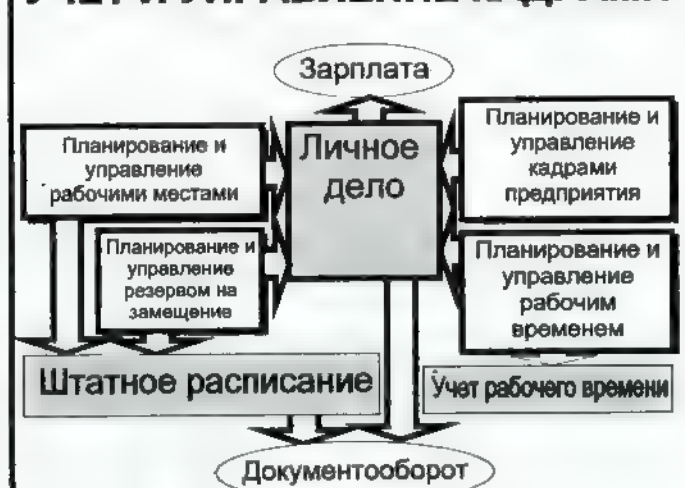 Зарплата
Планирование и
управление
рабочими местами
Личное
дело
Планирование и
управление
кадрами
предприятия
Планирование и
управление
резервом на
замещение
Планирование и
управление
рабочим
временем
Штатное расписание
Учет рабочего времени
Документооборот